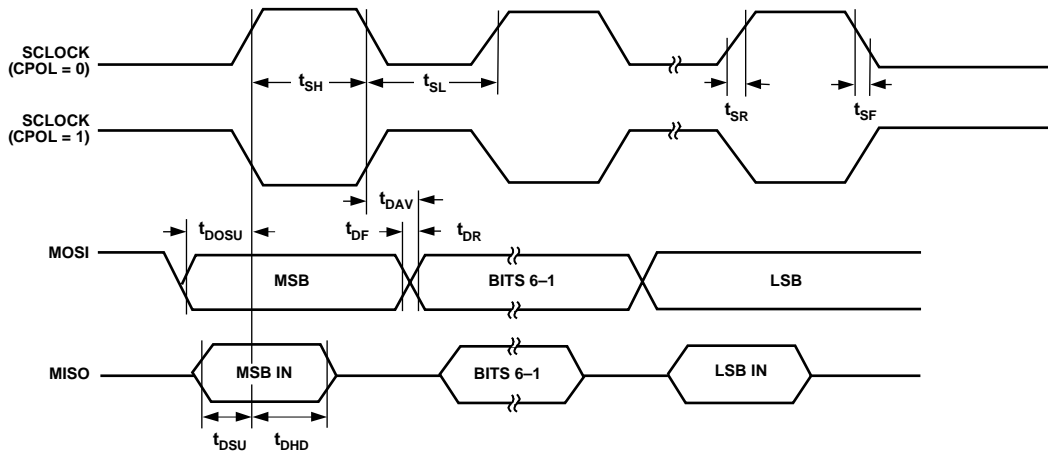 SCLOCK
(CPOL = 0)
tSH
tSL
tSR
tSF
SCLOCK
(CPOL = 1)
tDAV
tDOSU
tDF
tDR
MOSI
MSB
BITS 6–1
LSB
MISO
MSB IN
BITS 6–1
LSB IN
tDSU
tDHD